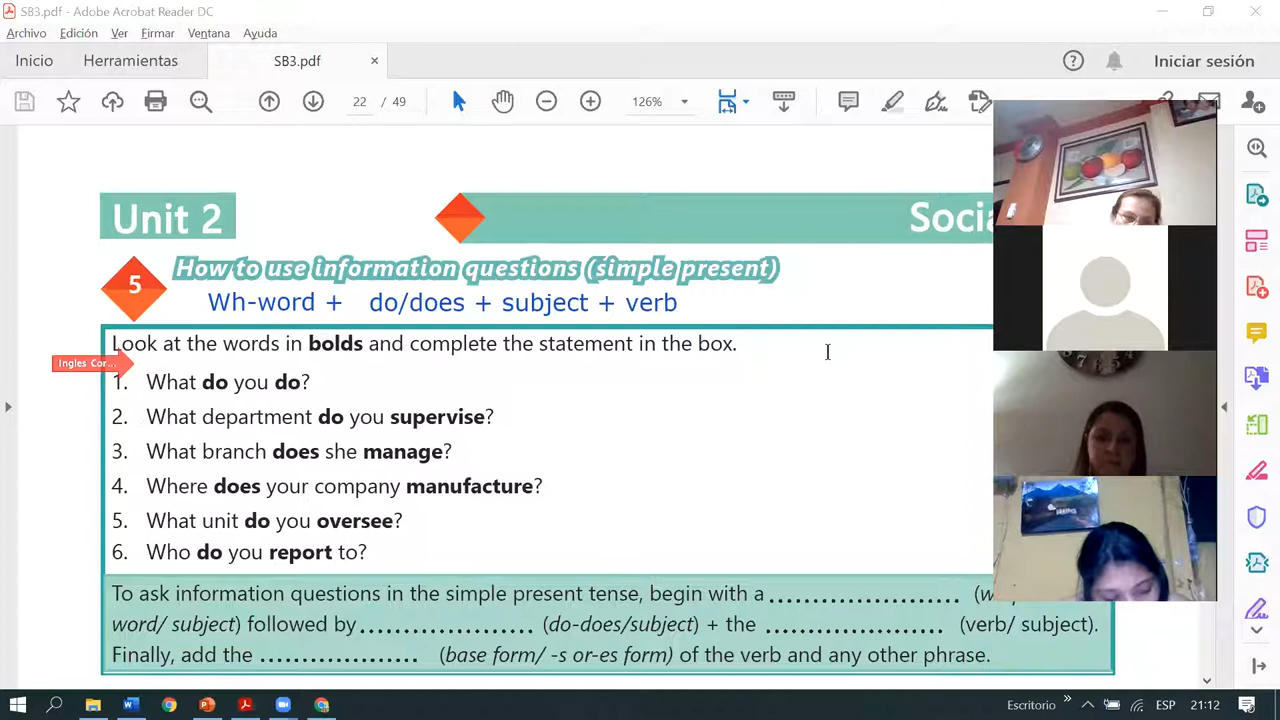 SB3.pdf - Adobe Acrobat Reader DC
Archivo Edición Ver Firmar Ventana Ayuda
Inicio Herramientas SB3.pdf × Iniciar sesión
22 / 49 126%
Unit 2 Soci
5 How to use information questions (simple present)
Wh-word + do/does + subject + verb
Look at the words in bolds and complete the statement in the box.
Ingles Cor...
1. What do you do?
2. What department do you supervise?
3. What branch does she manage?
4. Where does your company manufacture?
5. What unit do you oversee?
6. Who do you report to?
To ask information questions in the simple present tense, begin with a ........................... (
word/ subject) followed by......................... (do-does/subject) + the ......................... (verb/ subject).
Finally, add the ...................... (base form/ -s or-es form) of the verb and any other phrase.
Escritorio » ESP 21:12